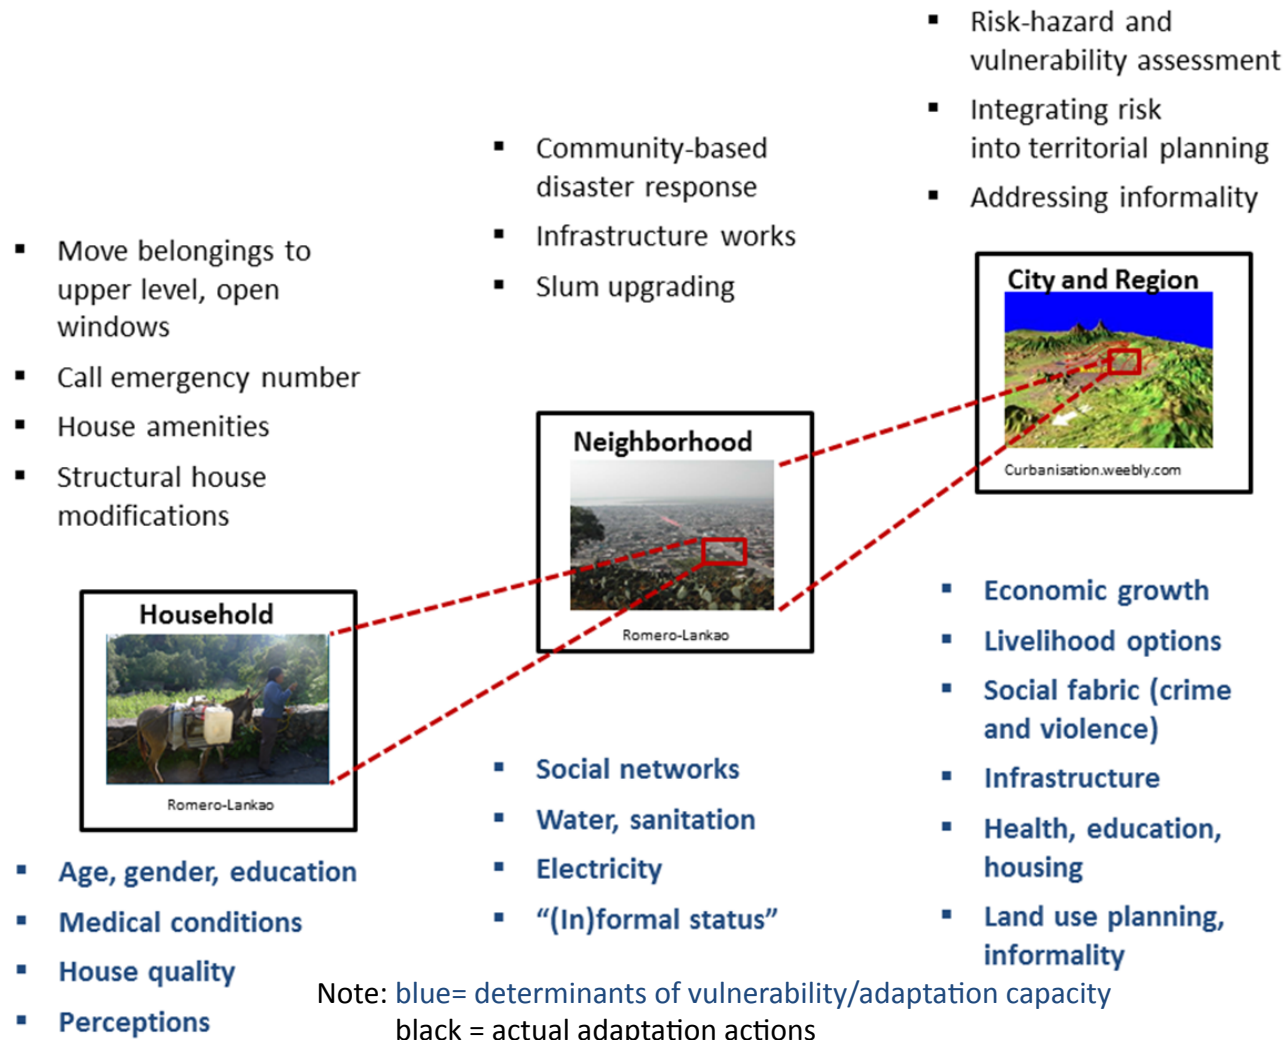 ▪ Risk-hazard and
vulnerability assessment
▪ Integrating risk
into territorial planning
▪ Addressing informality
▪ Community-based
disaster response
▪ Infrastructure works
▪ Slum upgrading
▪ Move belongings to
upper level, open
windows
▪ Call emergency number
▪ House amenities
▪ Structural house
modifications
City and Region
Curbanisation.weebly.com
Neighborhood
Romero-Lankao
Household
Romero-Lankao
▪ Age, gender, education
▪ Medical conditions
▪ House quality
▪ Perceptions
▪ Social networks
▪ Water, sanitation
▪ Electricity
▪ “(In)formal status”
▪ Economic growth
▪ Livelihood options
▪ Social fabric (crime
and violence)
▪ Infrastructure
▪ Health, education,
housing
▪ Land use planning,
informality
Note: blue= determinants of vulnerability/adaptation capacity
black = actual adaptation actions